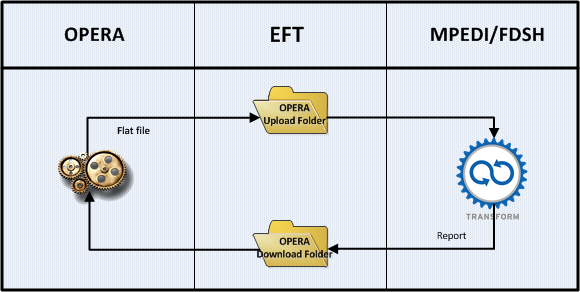 OPERA
EFT
MPEDI/FDSH
OPERA
Upload Folder
Flat file
TRANSFORM
Report
OPERA
Download Folder